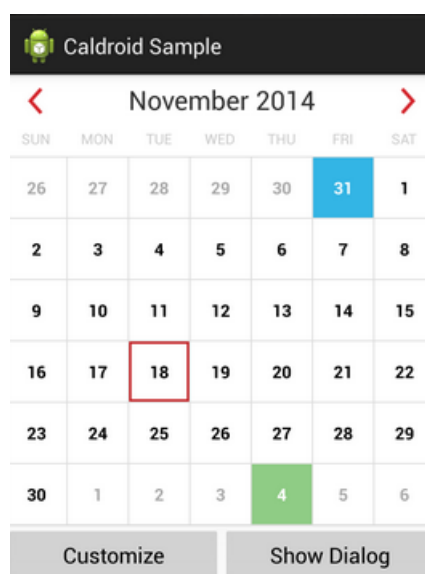 Caldroid Sample
November 2014
SUN MON TUE WED THU FRI SAT
26 27 28 29 30 31 1
2 3 4 5 6 7 8
9 10 11 12 13 14 15
16 17 18 19 20 21 22
23 24 25 26 27 28 29
30 1 2 3 4 5 6
Customize Show Dialog